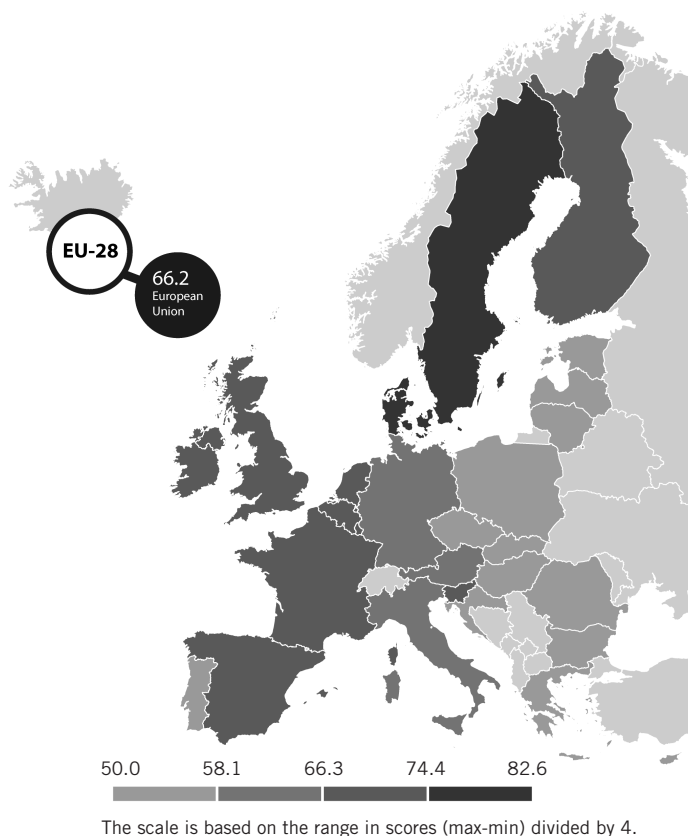 EU-28
66.2
European
Union
50.0 58.1 66.3 74.4 82.6
The scale is based on the range in scores (max-min) divided by 4.